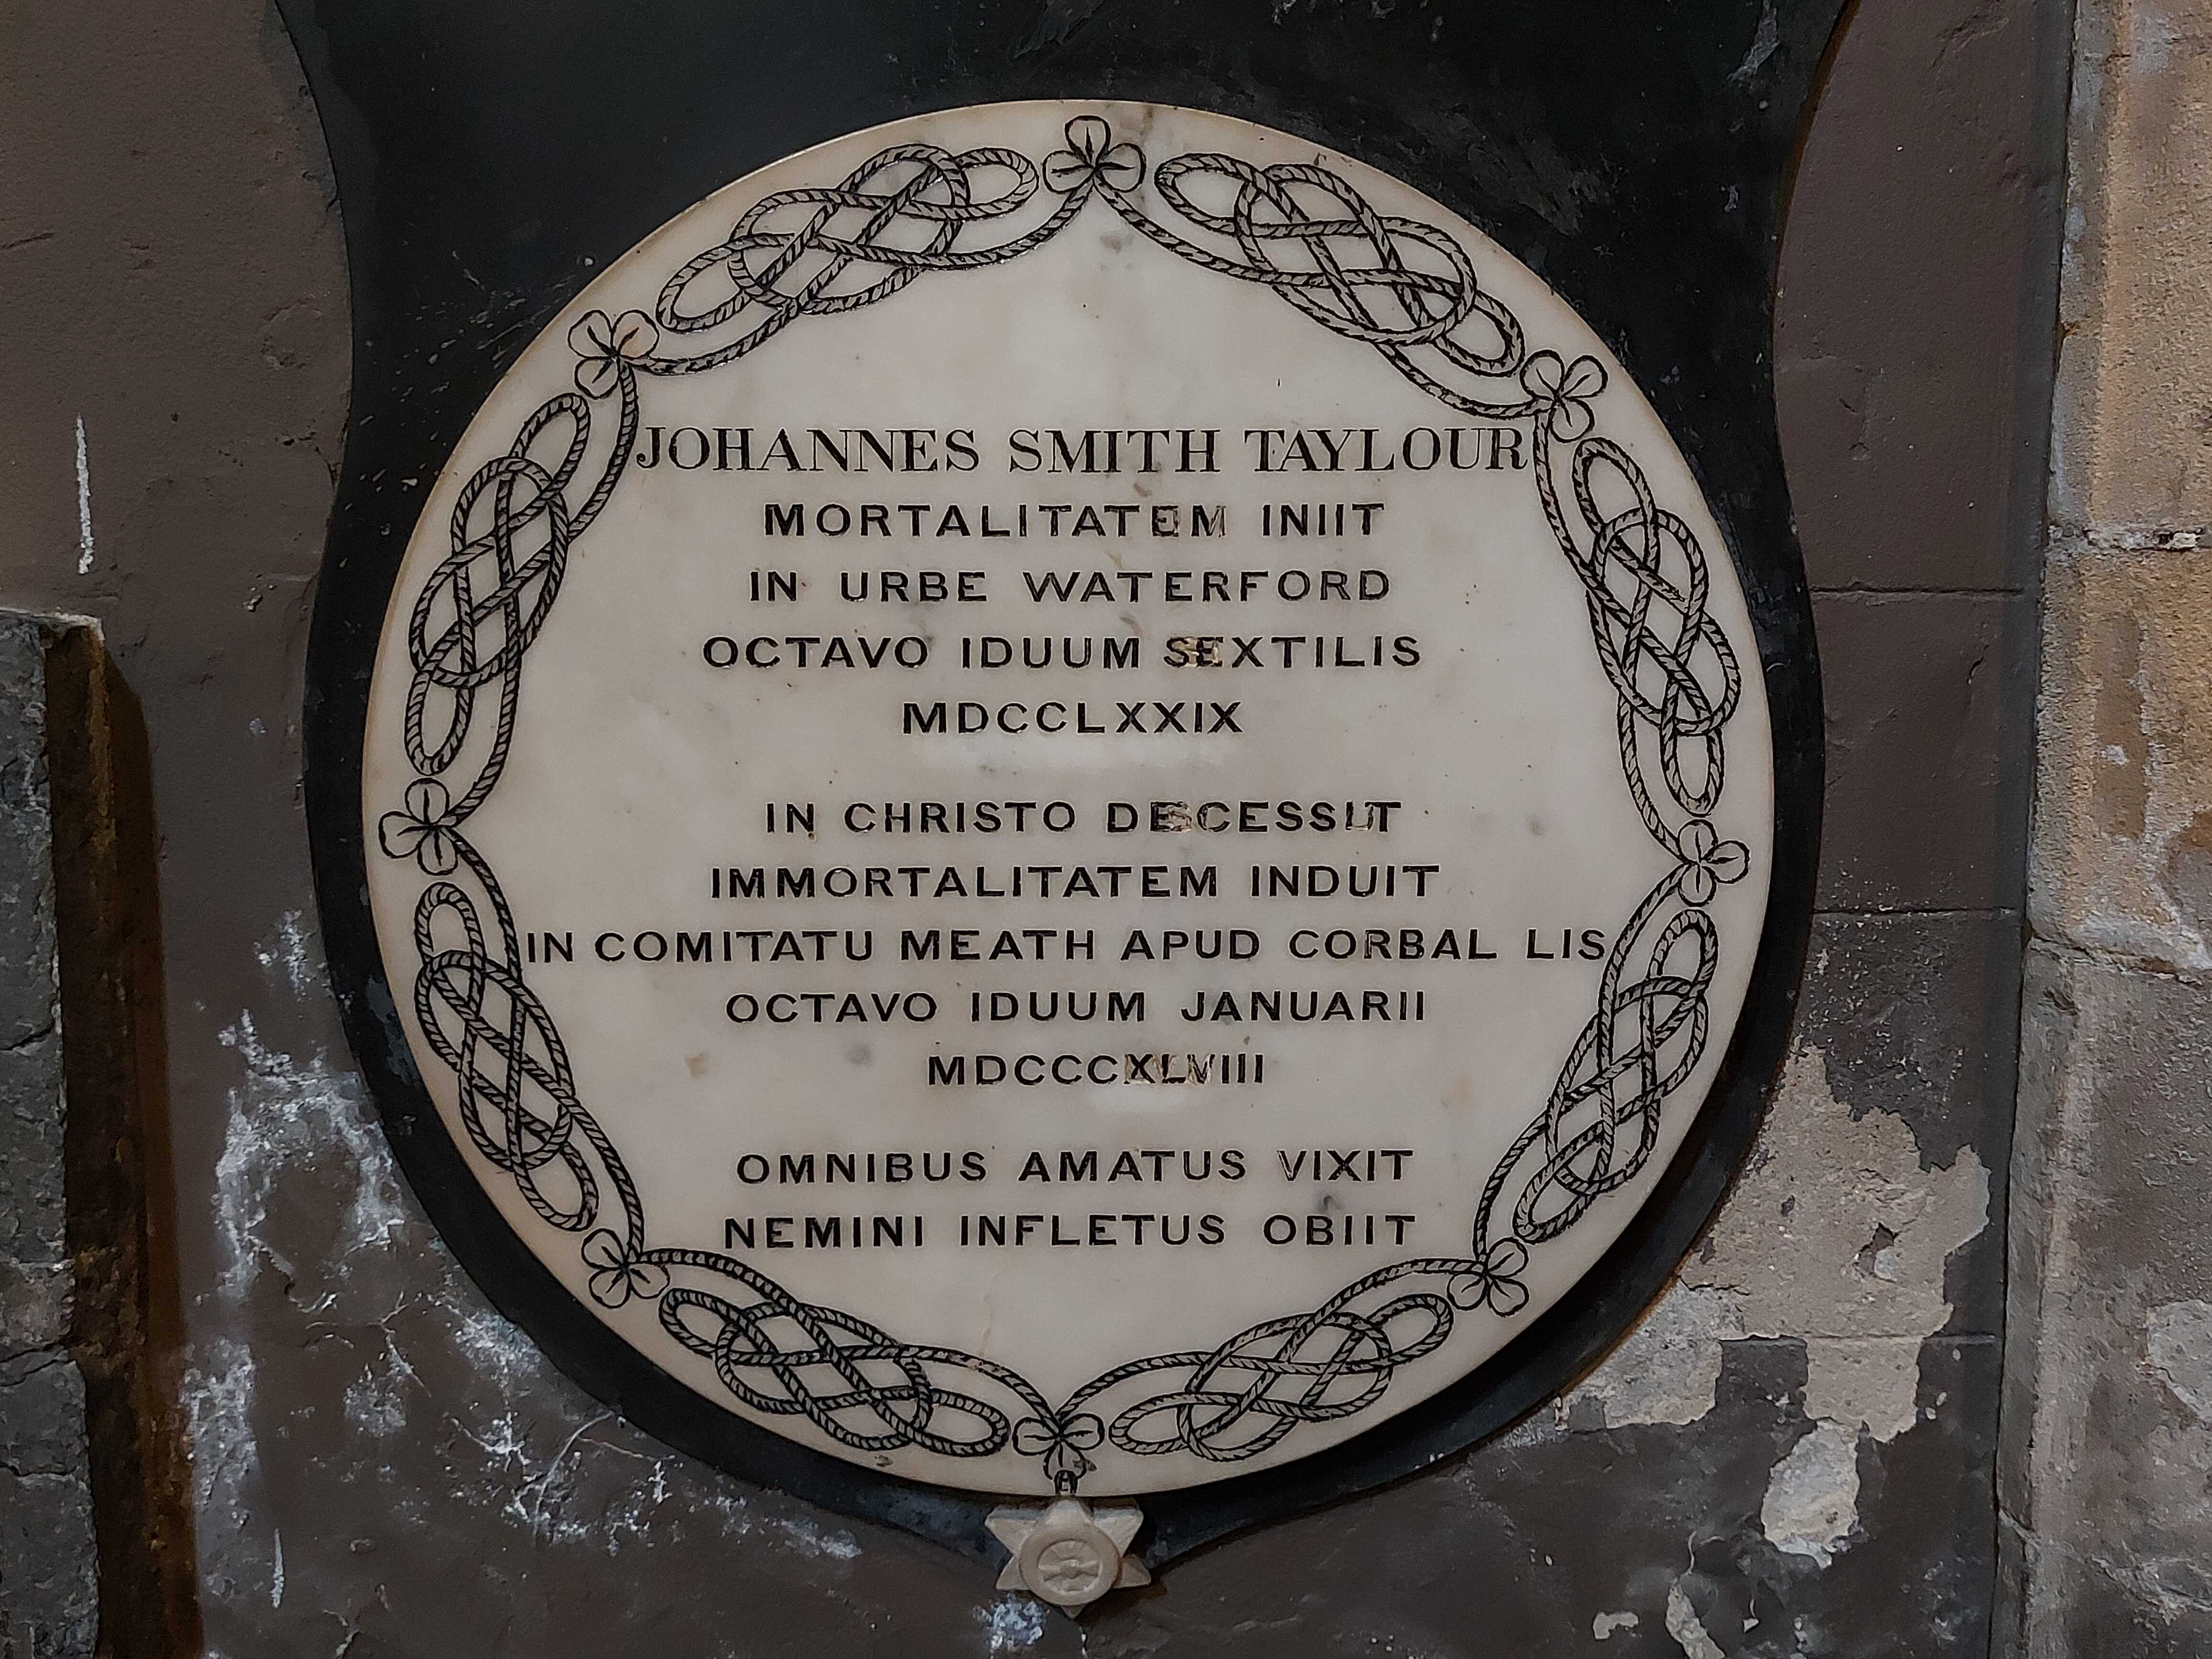 JOHANNES SMITH TAYLOUR
MORTALITATEM INIIT
IN URBE WATERFORD
OCTAVO IDUUM SEXTILIS
MDCCLXXIX
IN CHRISTO DECESSIT
IMMORTALITATEM INDUIT
IN COMITATU MEATH APUD CORBAL LIS
OCTAVO IDUUM JANUARII
MDCCCXLVIII
OMNIBUS AMATUS VIXIT
NEMINI INFLETUS OBIIT